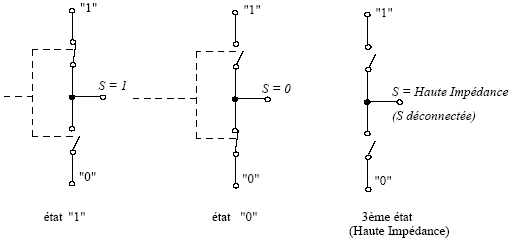 "1"
"1"
"1"
S = 1
S = 0
S = Haute Impédance
(S déconnectée)
"0"
"0"
"0"
état "1"
état "0"
3ème état
(Haute Impédance)